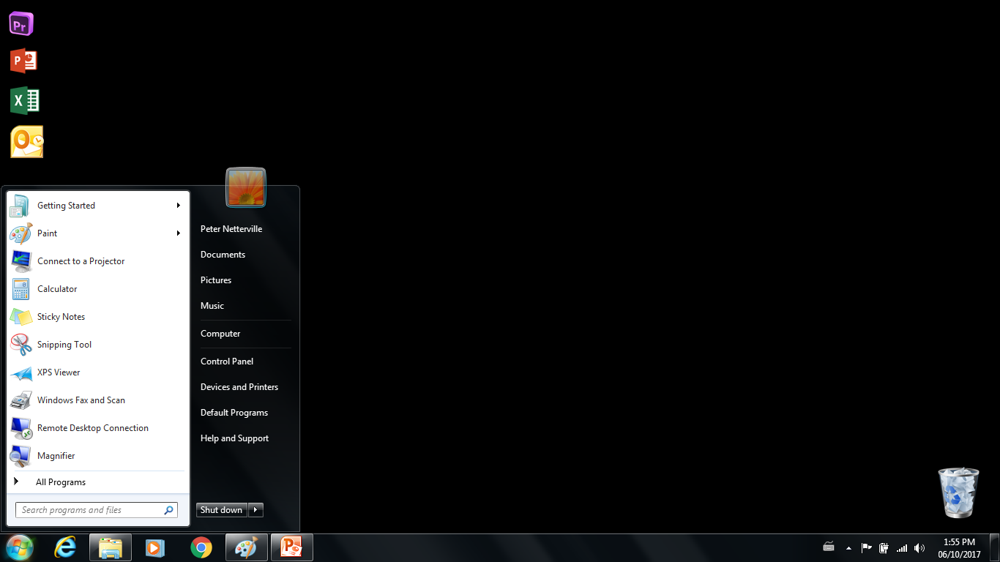 Pr
P
X
O
Getting Started
Paint
Connect to a Projector
Calculator
Sticky Notes
Snipping Tool
XPS Viewer
Windows Fax and Scan
Remote Desktop Connection
Magnifier
All Programs
Search programs and files
Peter Netterville
Documents
Pictures
Music
Computer
Control Panel
Devices and Printers
Default Programs
Help and Support
Shut down
P
1:55 PM
06/10/2017